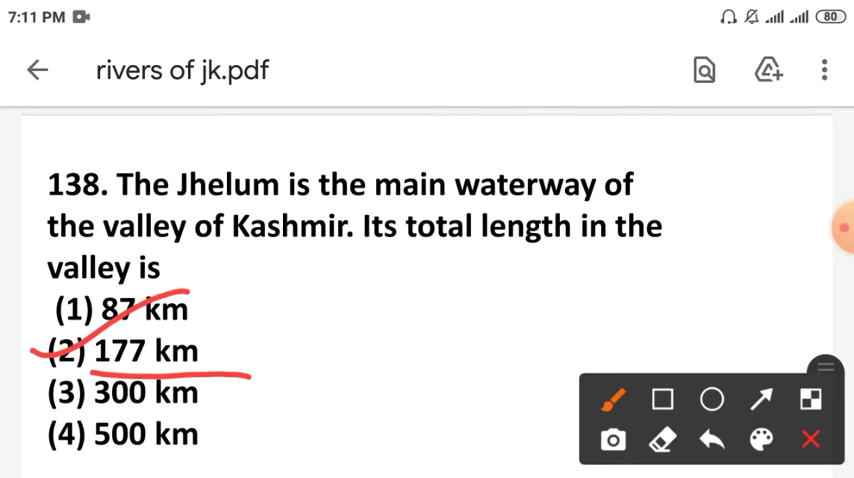 7:11 PM
80
rivers of jk.pdf
138. The Jhelum is the main waterway of
the valley of Kashmir. Its total length in the
valley is
(1) 87 km
(2) 177 km
(3) 300 km
(4) 500 km